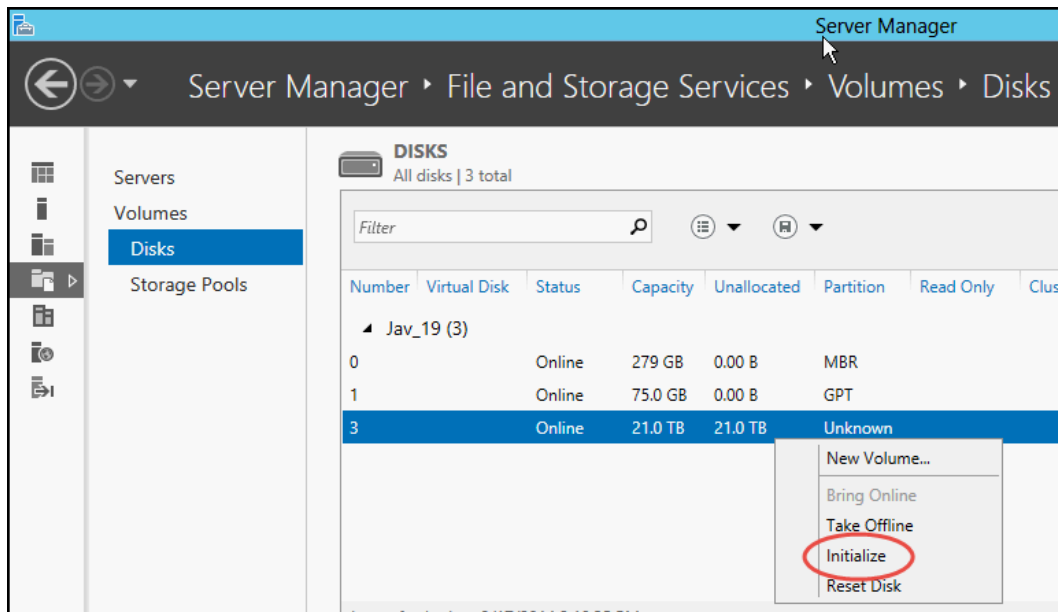 Server Manager
Server Manager ‣ File and Storage Services ‣ Volumes ‣ Disks
DISKS
All disks | 3 total
Servers
Volumes
Disks
Storage Pools
Filter
Number Virtual Disk Status Capacity Unallocated Partition Read Only Clus
Jav_19 (3)
0 Online 279 GB 0.00 B MBR
1 Online 75.0 GB 0.00 B GPT
3 Online 21.0 TB 21.0 TB Unknown
New Volume...
Bring Online
Take Offline
Initialize
Reset Disk